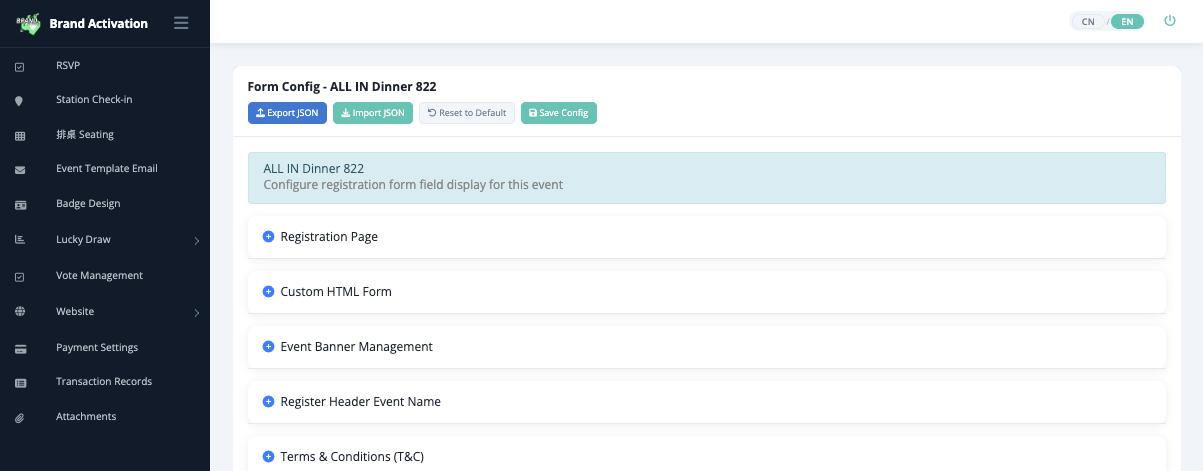 BRAND
Brand Activation
RSVP
Station Check-in
排桌 Seating
Event Template Email
Badge Design
Lucky Draw
Vote Management
Website
Payment Settings
Transaction Records
Attachments
CN / EN
Form Config - ALL IN Dinner 822
Export JSON Import JSON Reset to Default Save Config
ALL IN Dinner 822
Configure registration form field display for this event
Registration Page
Custom HTML Form
Event Banner Management
Register Header Event Name
Terms & Conditions (T&C)